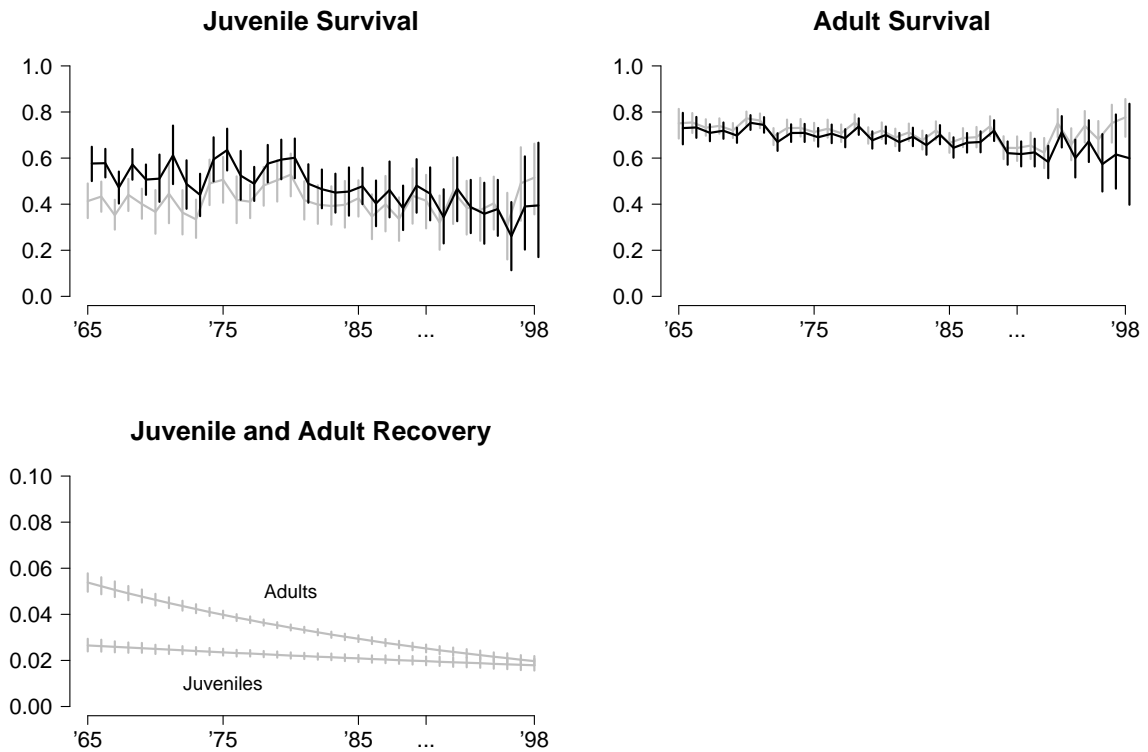 Juvenile Survival
1.0
0.8
0.6
0.4
0.2
0.0
’65 ’75 ’85 ... ’98
Adult Survival
1.0
0.8
0.6
0.4
0.2
0.0
’65 ’75 ’85 ... ’98
Juvenile and Adult Recovery
0.10
0.08
0.06
0.04
0.02
0.00
Adults
Juveniles
’65 ’75 ’85 ... ’98